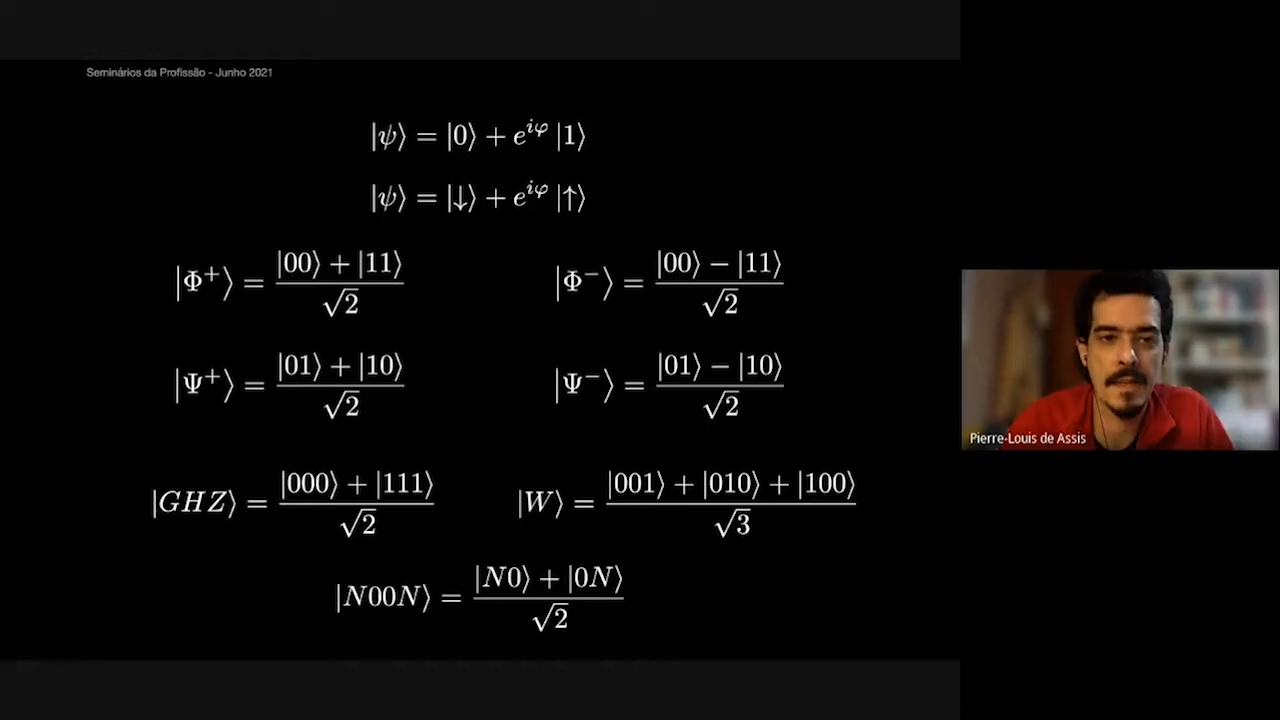 Seminários da Profissão - Junho 2021
|ψ⟩ = |0⟩ + e^{iφ} |1⟩
|ψ⟩ = |↓⟩ + e^{iφ} |↑⟩
|Φ⁺⟩ = (|00⟩ + |11⟩)/√2
|Φ⁻⟩ = (|00⟩ − |11⟩)/√2
|Ψ⁺⟩ = (|01⟩ + |10⟩)/√2
|Ψ⁻⟩ = (|01⟩ − |10⟩)/√2
|GHZ⟩ = (|000⟩ + |111⟩)/√2
|W⟩ = (|001⟩ + |010⟩ + |100⟩)/√3
|N00N⟩ = (|N0⟩ + |0N⟩)/√2
Pierre-Louis de Assis